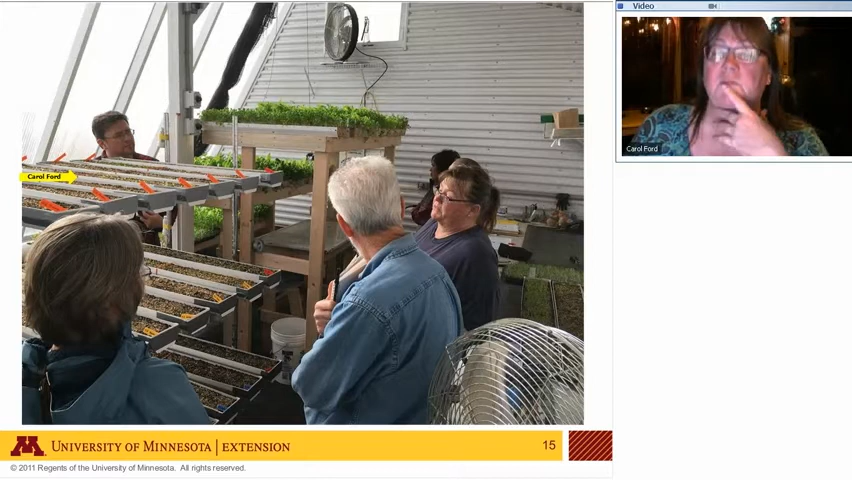 Video
Carol Ford
Carol Ford
UNIVERSITY OF MINNESOTA | EXTENSION
15
© 2011 Regents of the University of Minnesota. All rights reserved.